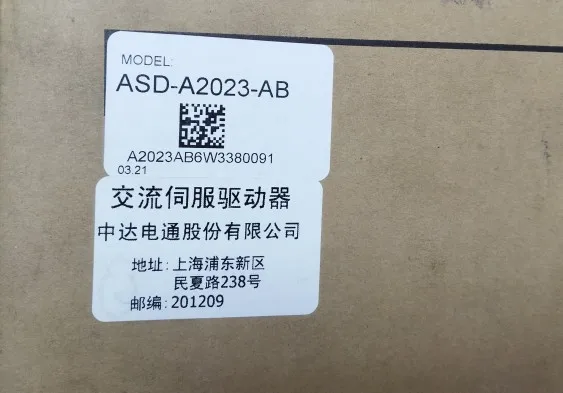 MODEL:
ASD-A2023-AB
A2023AB6W3380091
03.21
交流伺服驱动器
中达电通股份有限公司
地址: 上海浦东新区
民夏路238号
邮编: 201209